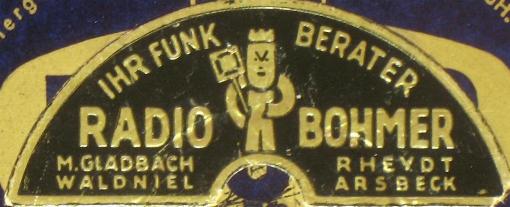 IHR FUNK BERATER
RADIO BOHMER
M.GLADBACH RHEYDT
WALDNIEL ARSBECK